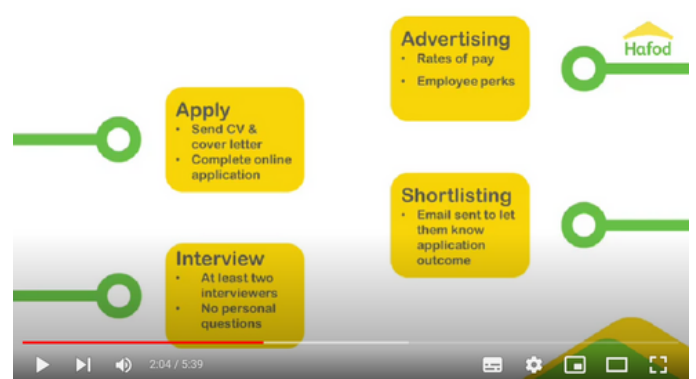 Advertising
• Rates of pay
• Employee perks
Hafod
Apply
• Send CV &
cover letter
• Complete online
application
Shortlisting
• Email sent to let
them know
application
outcome
Interview
• At least two
interviewers
• No personal
questions
2:04 / 5:39